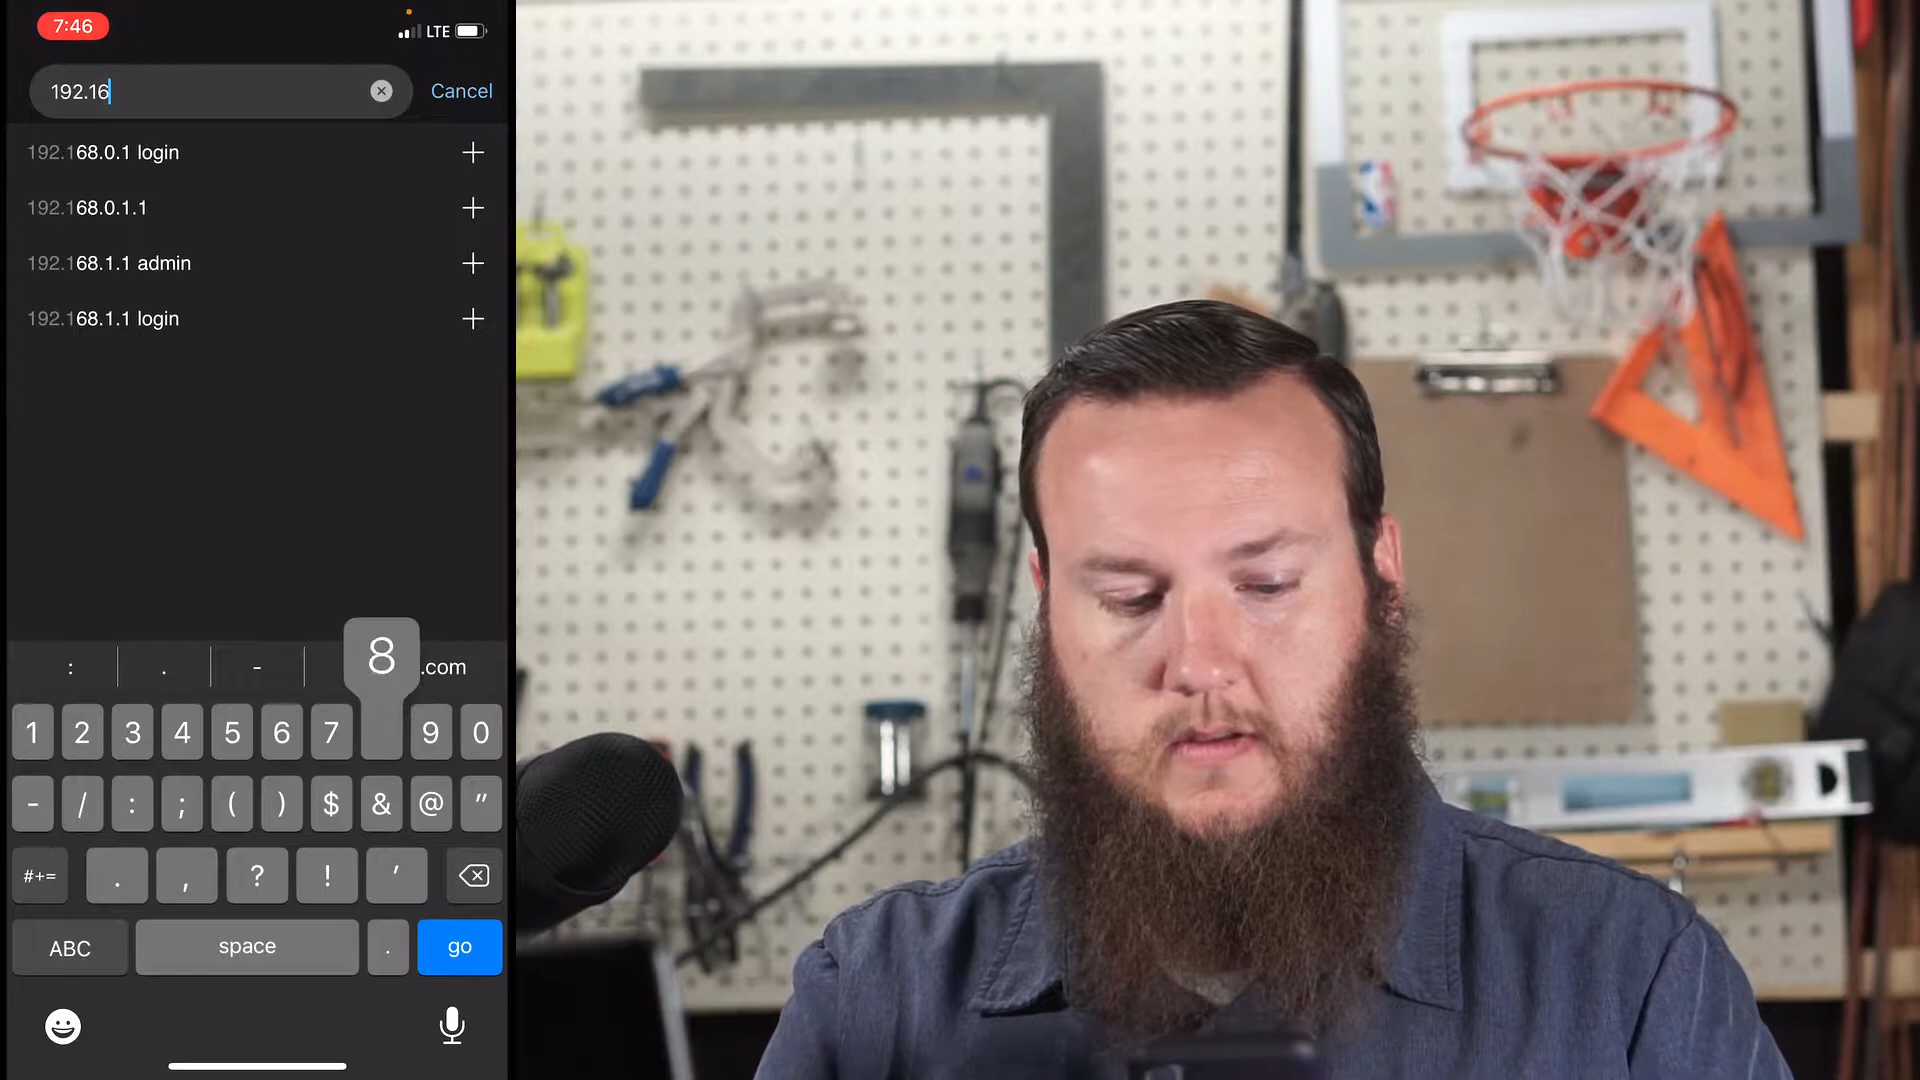 7:46
LTE
192.16
Cancel
192.168.0.1 login
192.168.0.1.1
192.168.1.1 admin
192.168.1.1 login
: . - 8 .com
1 2 3 4 5 6 7 9 0
- / : ; ( ) $ & @ "
#+= . , ? ! '
ABC space . go